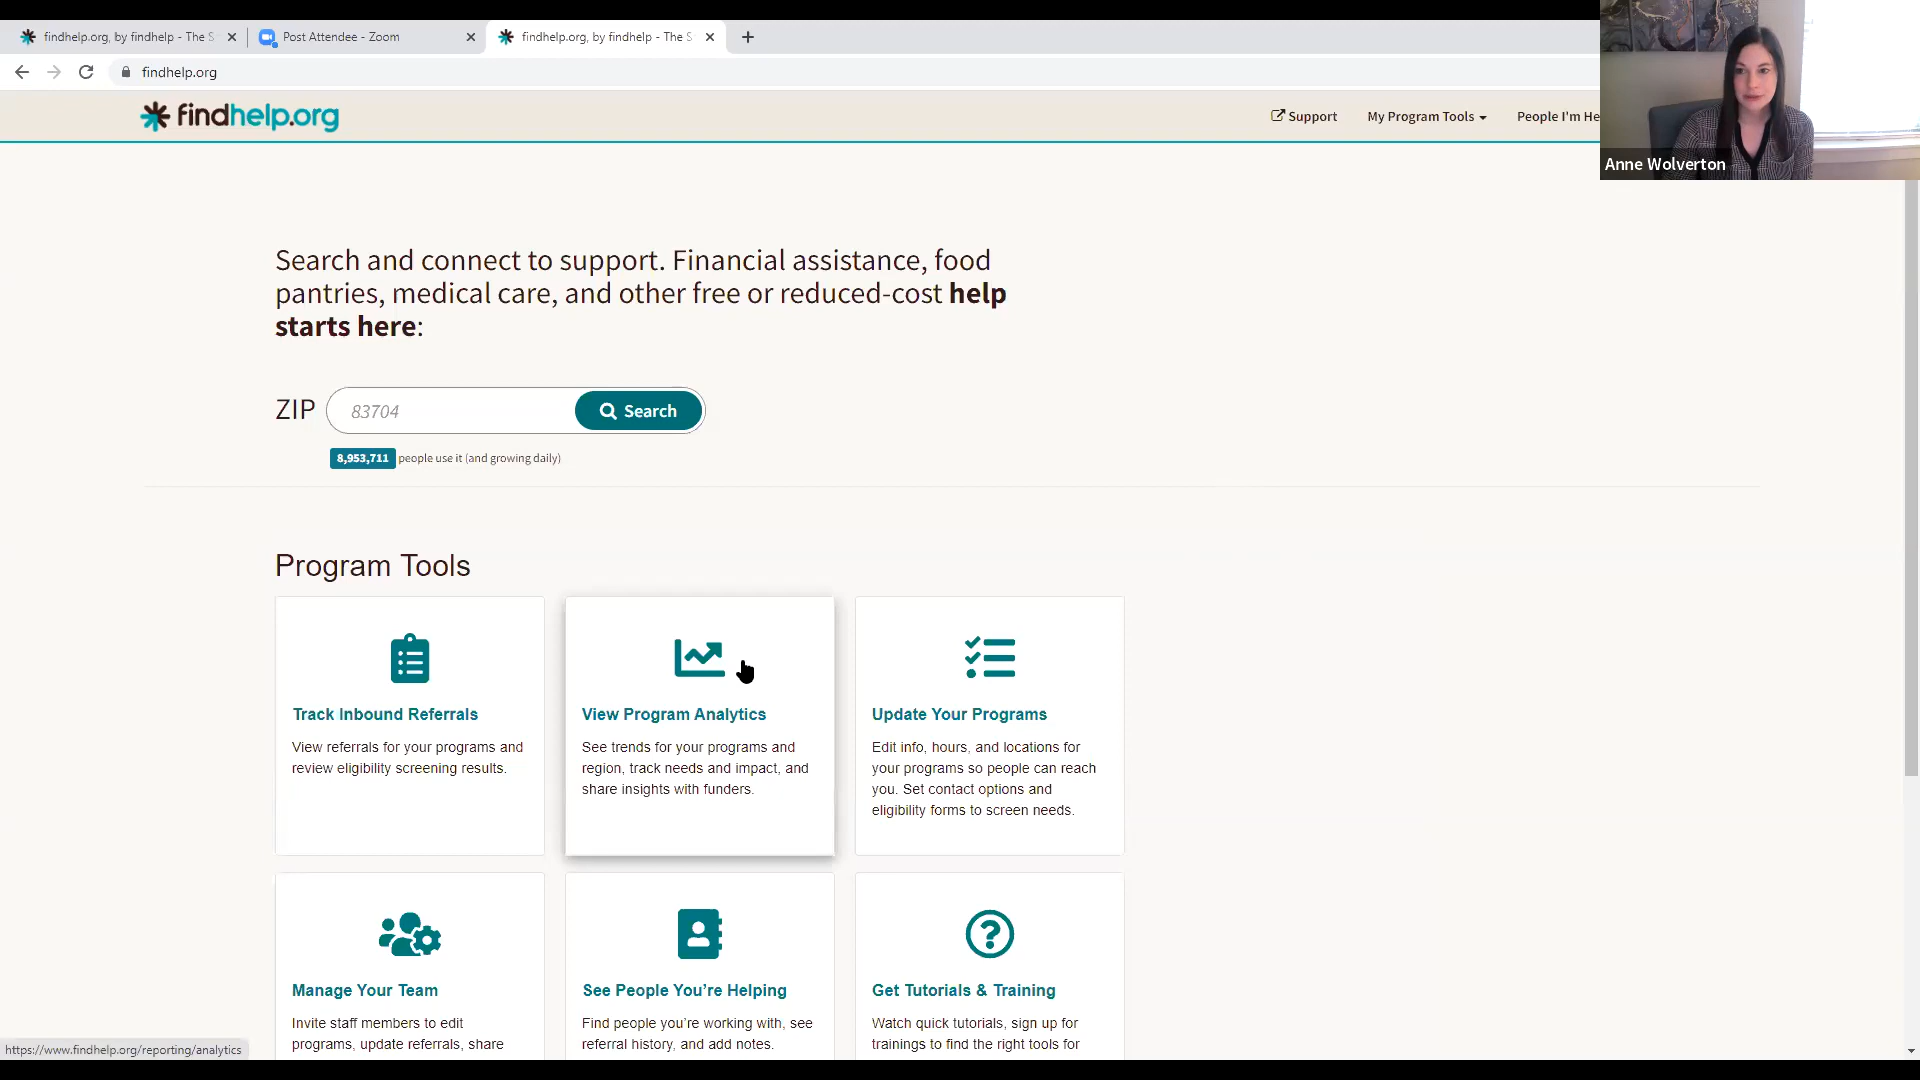 findhelp.org, by findhelp - The S
Post Attendee - Zoom
findhelp.org, by findhelp - The S
findhelp.org
findhelp.org
Support
My Program Tools
People I'm He
Anne Wolverton
Search and connect to support. Financial assistance, food
pantries, medical care, and other free or reduced-cost help
starts here:
ZIP
83704
Search
8,953,711 people use it (and growing daily)
Program Tools
Track Inbound Referrals
View referrals for your programs and
review eligibility screening results.
View Program Analytics
See trends for your programs and
region, track needs and impact, and
share insights with funders.
Update Your Programs
Edit info, hours, and locations for
your programs so people can reach
you. Set contact options and
eligibility forms to screen needs.
Manage Your Team
Invite staff members to edit
programs, update referrals, share
See People You’re Helping
Find people you’re working with, see
referral history, and add notes.
Get Tutorials & Training
Watch quick tutorials, sign up for
trainings to find the right tools for
https://www.findhelp.org/reporting/analytics